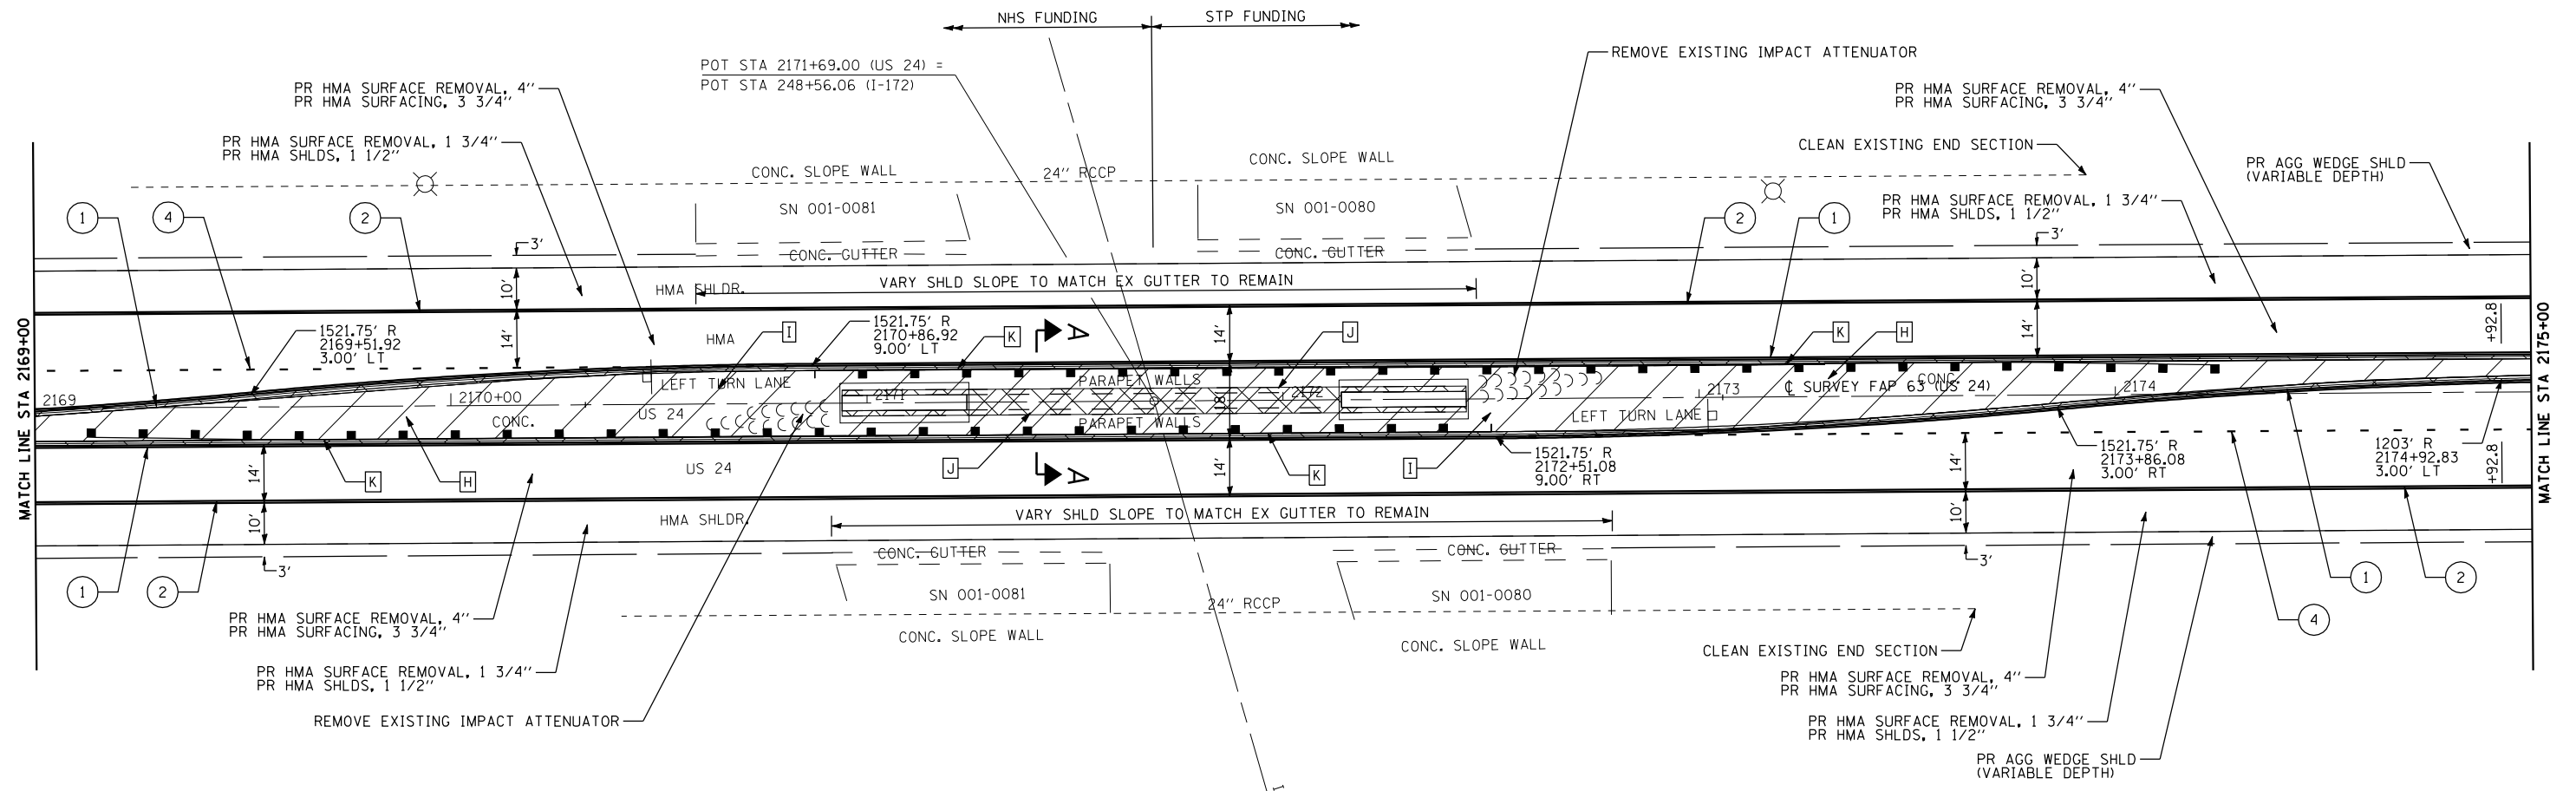 NHS FUNDING
STP FUNDING
POT STA 2171+69.00 (US 24) =
POT STA 248+56.06 (I-172)
REMOVE EXISTING IMPACT ATTENUATOR
PR HMA SURFACE REMOVAL, 4"
PR HMA SURFACING, 3 3/4"
PR HMA SURFACE REMOVAL, 4"
PR HMA SURFACING, 3 3/4"
PR HMA SURFACE REMOVAL, 1 3/4"
PR HMA SHLDS, 1 1/2"
CLEAN EXISTING END SECTION
CONC. SLOPE WALL
24" RCCP
CONC. SLOPE WALL
PR AGG WEDGE SHLD
(VARIABLE DEPTH)
PR HMA SURFACE REMOVAL, 1 3/4"
PR HMA SHLDS, 1 1/2"
SN 001-0081
SN 001-0080
1
4
2
2
1
3'
3'
CONC. GUTTER
CONC. GUTTER
10'
HMA SHLDR.
VARY SHLD SLOPE TO MATCH EX GUTTER TO REMAIN
10'
MATCH LINE STA 2169+00
1521.75' R
2169+51.92
3.00' LT
14'
HMA
I
1521.75' R
2170+86.92
9.00' LT
K
A
14'
J
14'
K
H
+92.8
MATCH LINE STA 2175+00
2169
2170+00
LEFT TURN LANE
PARAPET WALLS
2171
18'
2172
2173
CONC.
℄ SURVEY FAP 63 (US 24)
2174
CONC.
US 24
PARAPET WALLS
LEFT TURN LANE
14'
K
H
US 24
J
A
14'
K
I
1521.75' R
2172+51.08
9.00' RT
14'
1521.75' R
2173+86.08
3.00' RT
1203' R
2174+92.83
3.00' LT
+92.8
10'
HMA SHLDR.
VARY SHLD SLOPE TO MATCH EX GUTTER TO REMAIN
10'
CONC. GUTTER
CONC. GUTTER
3'
3'
1
2
SN 001-0081
24" RCCP
SN 001-0080
1
2
PR HMA SURFACE REMOVAL, 4"
PR HMA SURFACING, 3 3/4"
CONC. SLOPE WALL
CONC. SLOPE WALL
4
CLEAN EXISTING END SECTION
PR HMA SURFACE REMOVAL, 1 3/4"
PR HMA SHLDS, 1 1/2"
PR HMA SURFACE REMOVAL, 4"
PR HMA SURFACING, 3 3/4"
REMOVE EXISTING IMPACT ATTENUATOR
PR HMA SURFACE REMOVAL, 1 3/4"
PR HMA SHLDS, 1 1/2"
PR AGG WEDGE SHLD
(VARIABLE DEPTH)